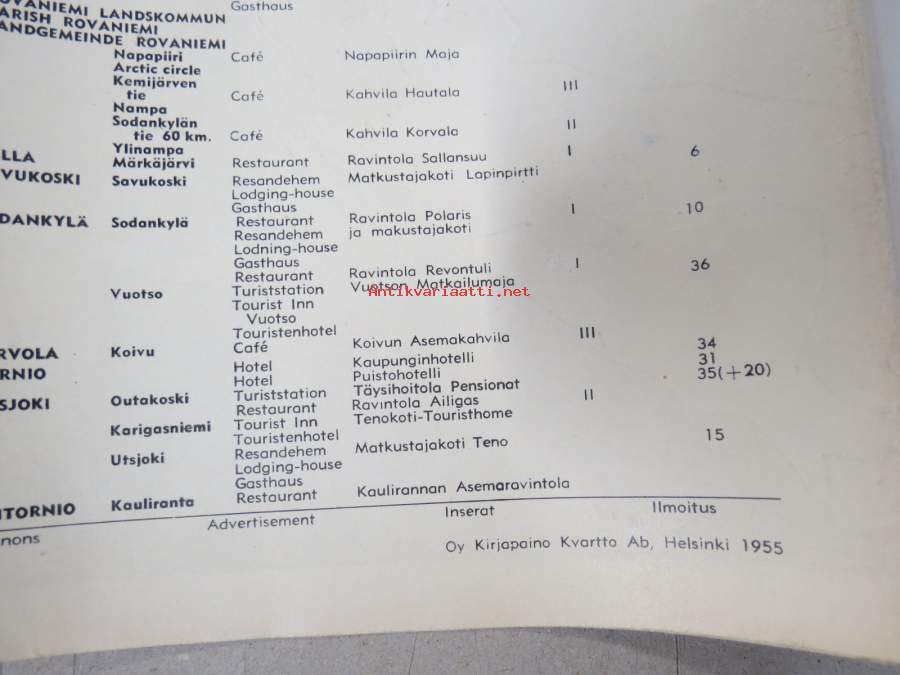 Gasthaus
VANIEMI LANDSKOMMUN
ARISH ROVANIEMI
ANDGEMEINDE ROVANIEMI
Napapiiri Café Napapiirin Maja
Arctic circle
Kemijärven
tie Café Kahvila Hautala III
Nampa
Sodankylän
tie 60 km. Café Kahvila Korvala II
Ylinampa
LLA Märkäjärvi Restaurant Ravintola Sallansuu I 6
VUKOSKI Savukoski Resandehem Matkustajakoti Lapinpirtti
Lodging-house
Gasthaus
DANKYLÄ Sodankylä Restaurant Ravintola Polaris I 10
Resandehem ja makustajakoti
Lodning-house
Gasthaus
Restaurant Ravintola Revontuli I 36
Vuotso Turiststation Vuotson Matkailumaja
Antikvariaatti.net
Tourist Inn
Vuotso
Touristenhotel
RVOLA Koivu Café Koivun Asemakahvila III
RNIO Hotel Kaupunginhotelli 34
Hotel Puistohotelli 31
SJOKI Outakoski Turiststation Täysihoitola Pensionat 35(+20)
Restaurant Ravintola Ailigas II
Karigasniemi Tourist Inn Tenokoti-Touristhome
Touristenhotel
Utsjoki Resandehem Matkustajakoti Teno 15
Lodging-house
Gasthaus
ITORNIO Kauliranta Restaurant Kaulirannan Asemaravintola
nons Advertisement Inserat Ilmoitus
Oy Kirjapaino Kvartto Ab, Helsinki 1955